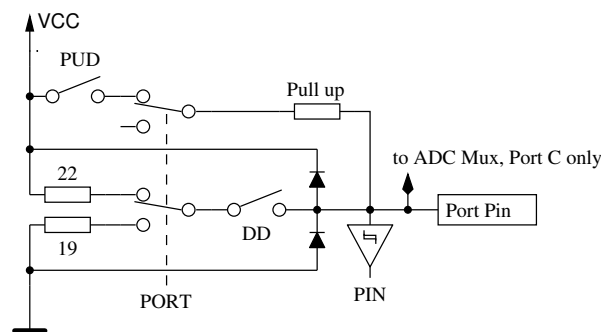 VCC
PUD
Pull up
to ADC Mux, Port C only
22
Port Pin
19
DD
PIN
PORT